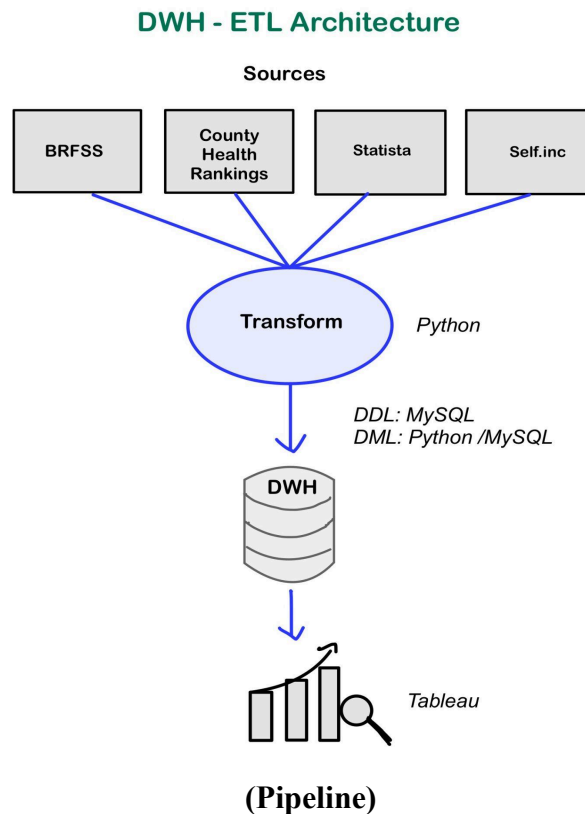 DWH - ETL Architecture
Sources
BRFSS
County
Health
Rankings
Statista
Self.inc
Transform
Python
DDL: MySQL
DML: Python /MySQL
DWH
Tableau
(Pipeline)